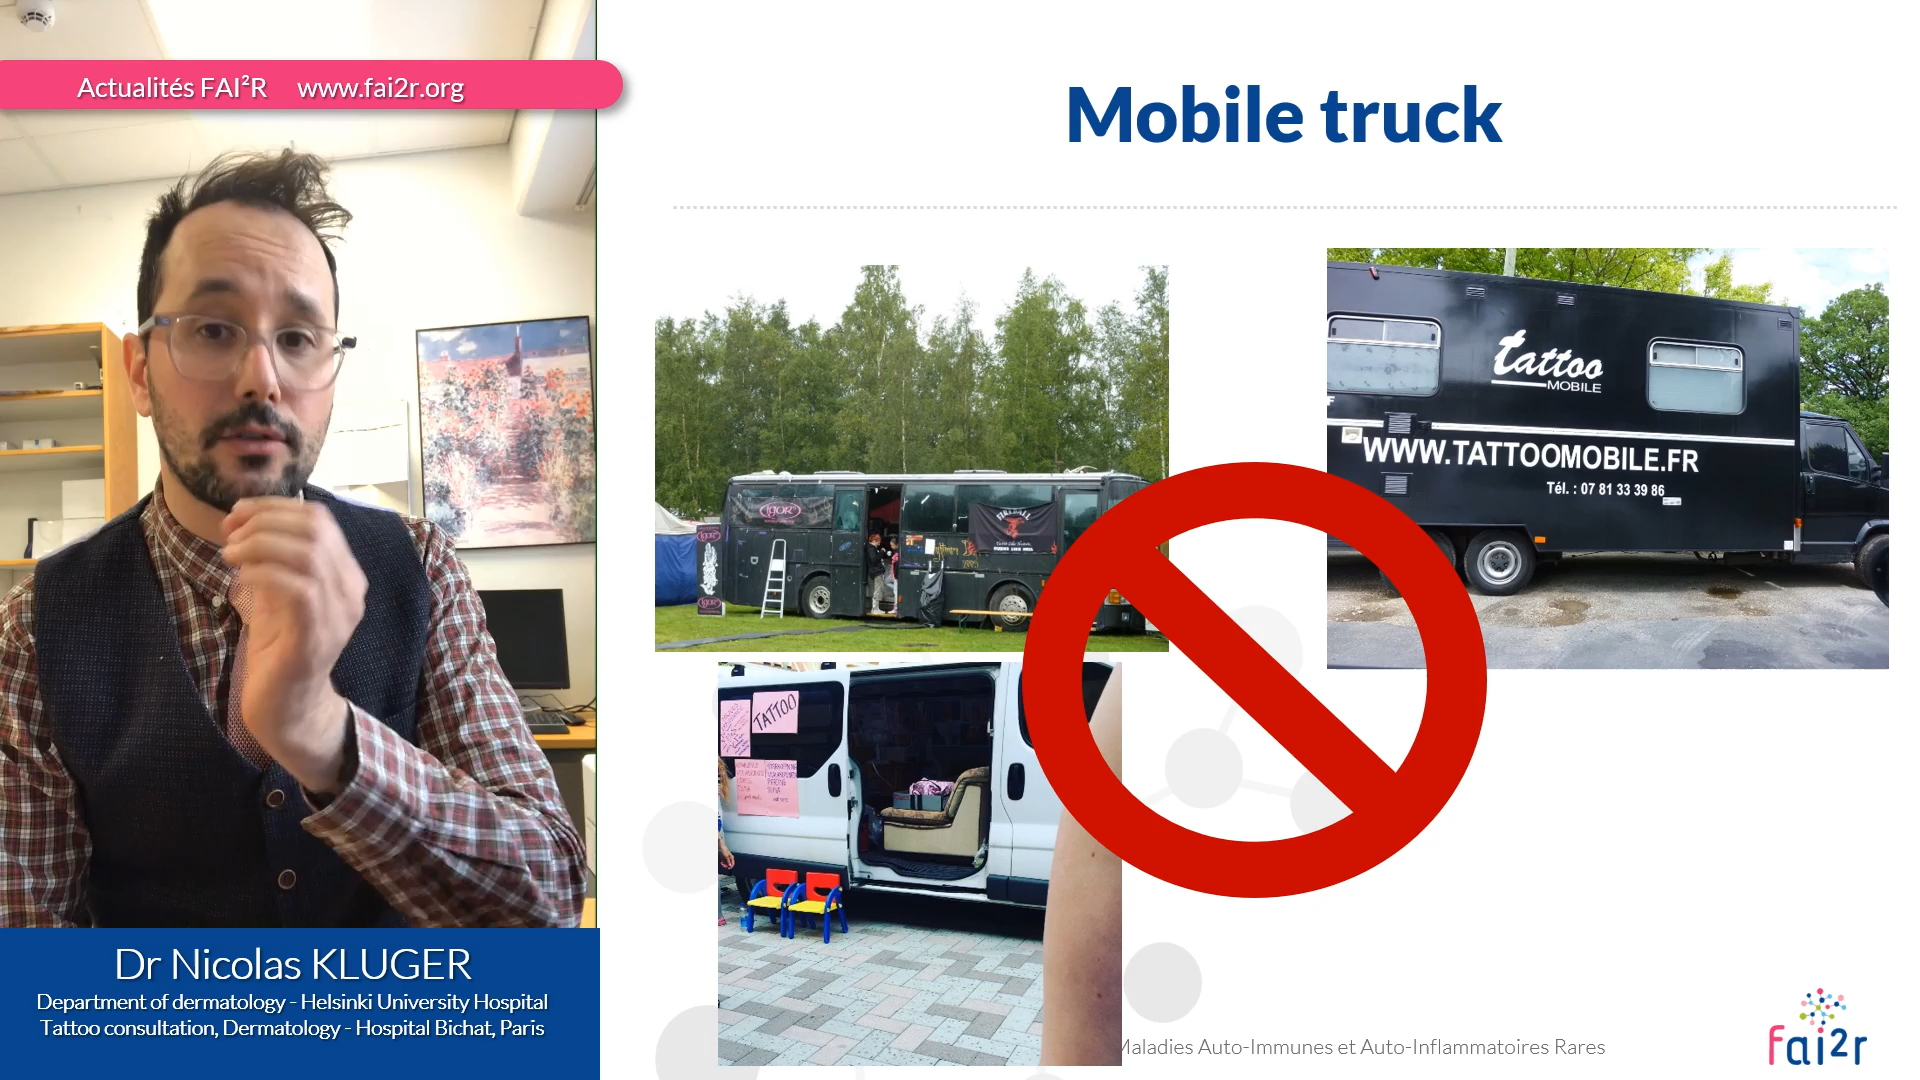 Actualités FAI²R www.fai2r.org
Mobile truck
tattoo
MOBILE
WWW.TATTOOMOBILE.FR
Tél. : 07 81 33 39 86
IGOR
FIREBALL
TATTOO
Dr Nicolas KLUGER
Department of dermatology - Helsinki University Hospital
Tattoo consultation, Dermatology - Hospital Bichat, Paris
Maladies Auto-Immunes et Auto-Inflammatoires Rares
fai2r